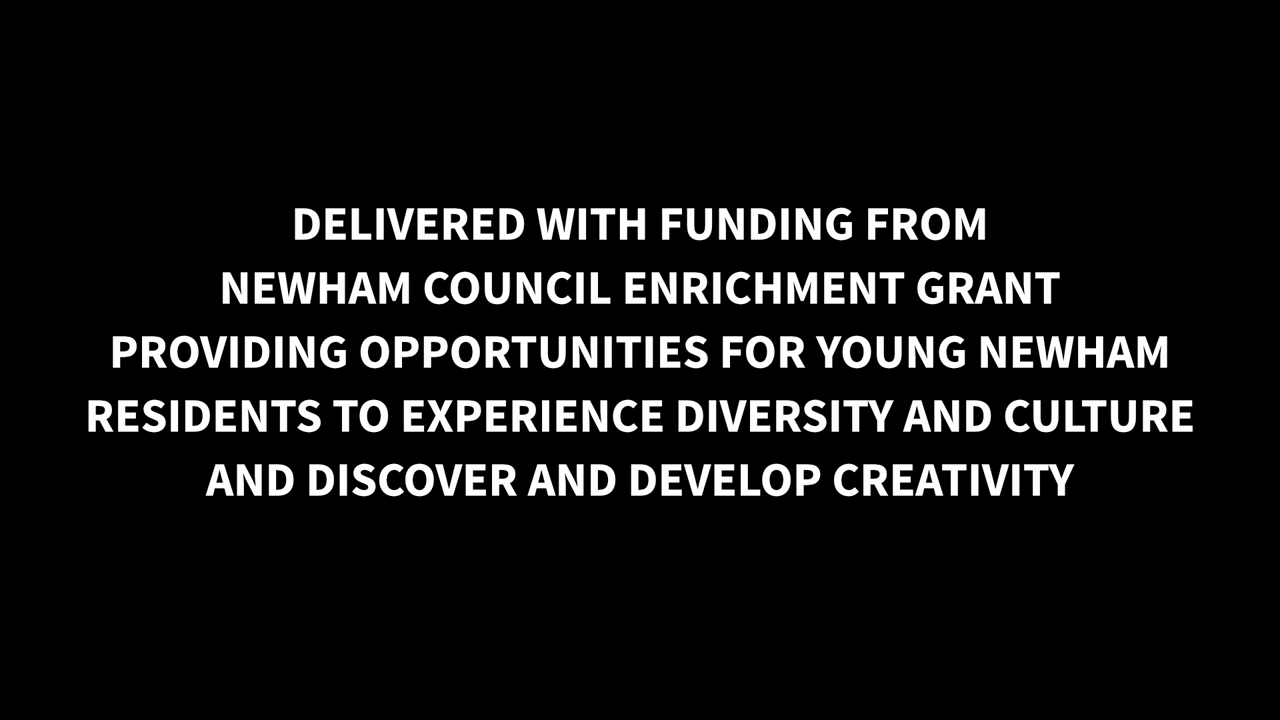 DELIVERED WITH FUNDING FROM
NEWHAM COUNCIL ENRICHMENT GRANT
PROVIDING OPPORTUNITIES FOR YOUNG NEWHAM
RESIDENTS TO EXPERIENCE DIVERSITY AND CULTURE
AND DISCOVER AND DEVELOP CREATIVITY